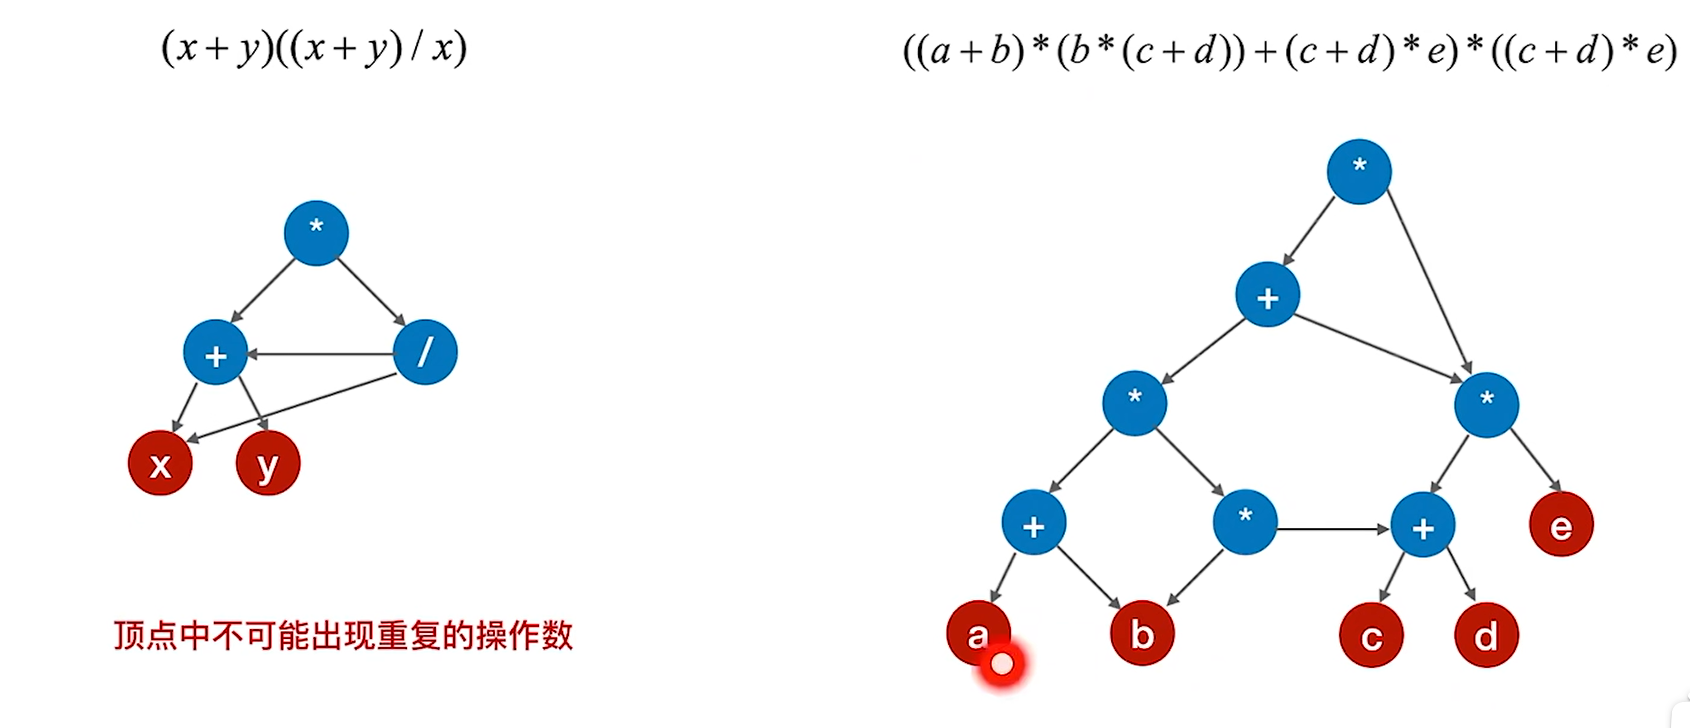 (x + y)((x + y) / x)
((a + b) * (b * (c + d)) + (c + d) * e) * ((c + d) * e)
*
+
/
x
y
顶点中不可能出现重复的操作数
*
+
*
*
+
*
+
e
a
b
c
d